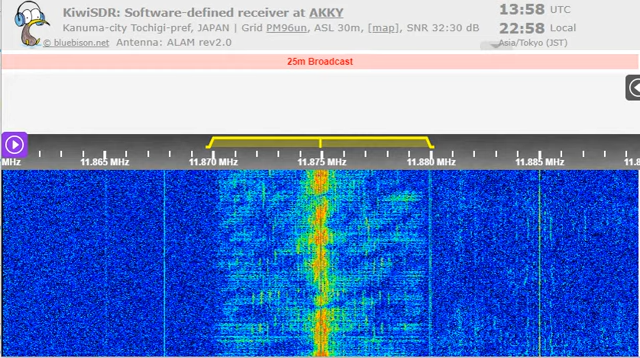 KiwiSDR: Software-defined receiver at AKKY
Kanuma-city Tochigi-pref, JAPAN | Grid PM96un, ASL 30m, [map], SNR 32:30 dB
© bluebison.net Antenna: ALAM rev2.0
13:58 UTC
22:58 Local
Asia/Tokyo (JST)
25m Broadcast
MHz 11.865 MHz 11.870 MHz 11.875 MHz 11.880 MHz 11.885 MHz 11.8